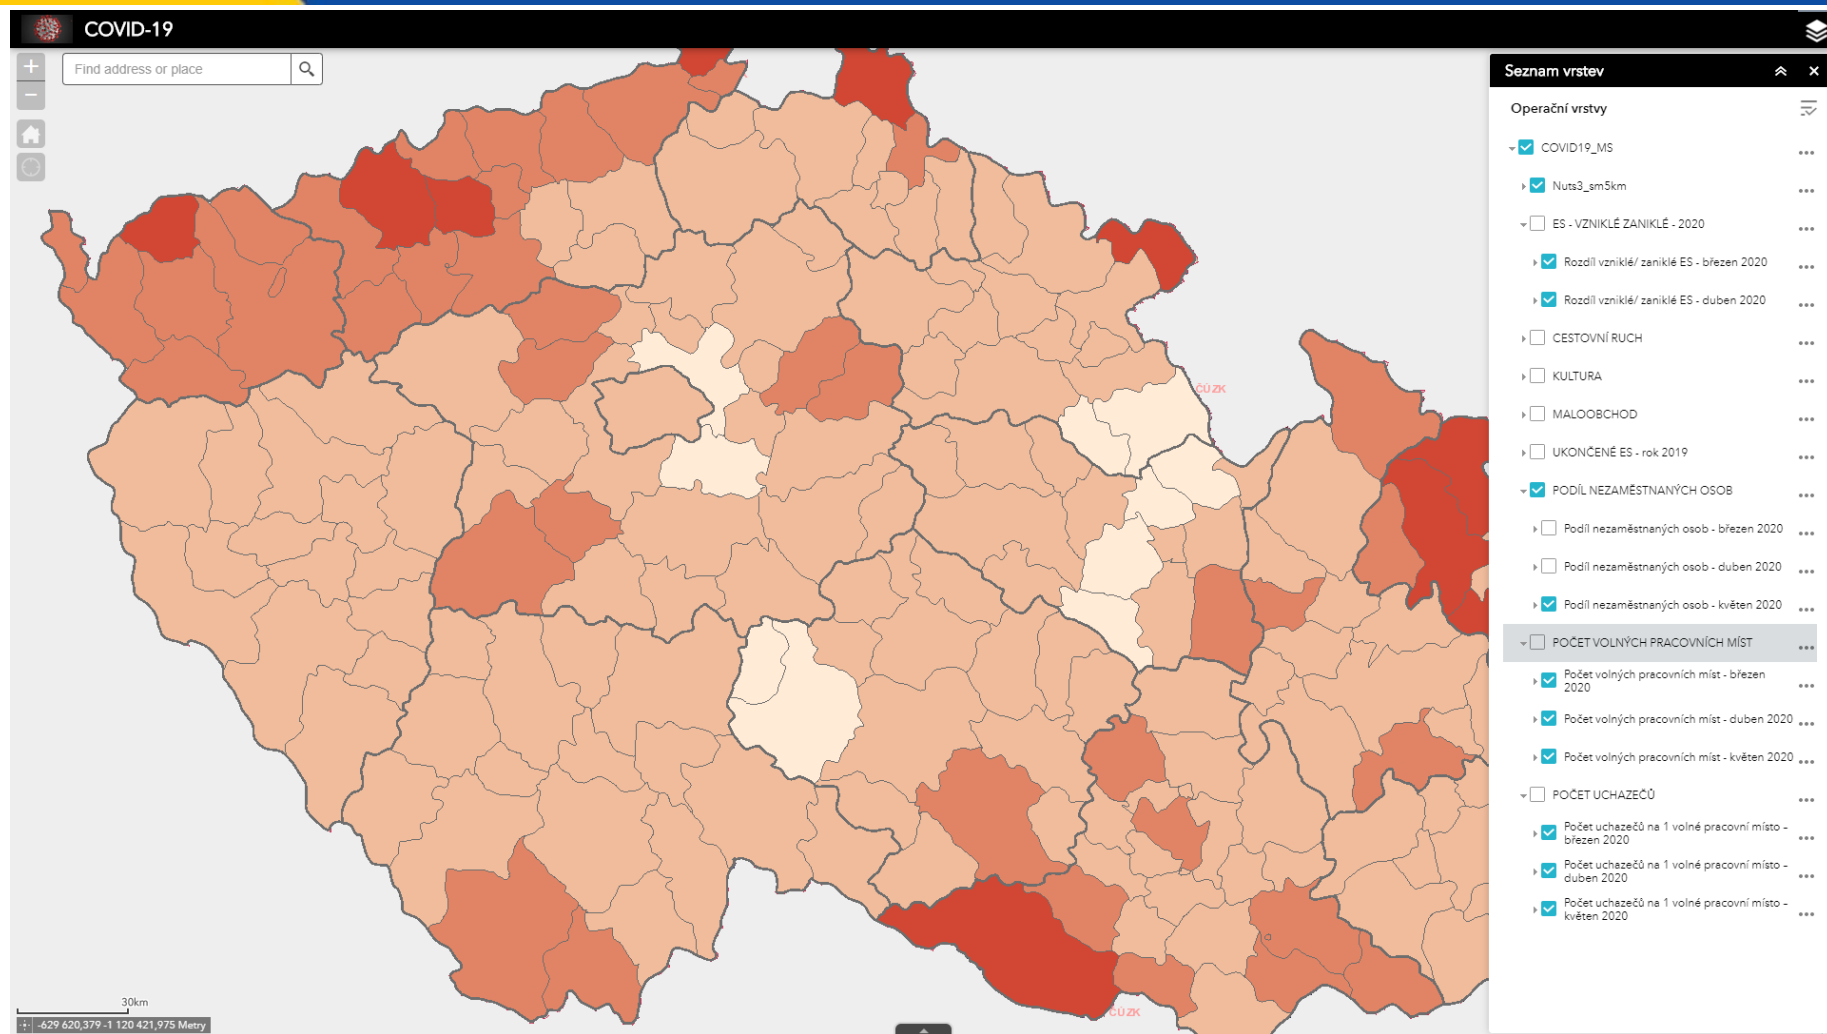 COVID-19
Find address or place
Seznam vrstev
Operační vrstvy
COVID19_MS
Nuts3_sm5km
ES - VZNIKLÉ ZANIKLÉ - 2020
Rozdíl vzniklé/ zaniklé ES - březen 2020
Rozdíl vzniklé/ zaniklé ES - duben 2020
CESTOVNÍ RUCH
KULTURA
MALOOBCHOD
UKONČENÉ ES - rok 2019
PODÍL NEZAMĚSTNANÝCH OSOB
Podíl nezaměstnaných osob - březen 2020
Podíl nezaměstnaných osob - duben 2020
Podíl nezaměstnaných osob - květen 2020
POČET VOLNÝCH PRACOVNÍCH MÍST
Počet volných pracovních míst - březen
2020
Počet volných pracovních míst - duben 2020
Počet volných pracovních míst - květen 2020
POČET UCHAZEČŮ
Počet uchazečů na 1 volné pracovní místo –
březen 2020
Počet uchazečů na 1 volné pracovní místo –
duben 2020
Počet uchazečů na 1 volné pracovní místo –
květen 2020
ČÚZK
ČÚZK
30km
-629 620,379 -1 120 421,975 Metry